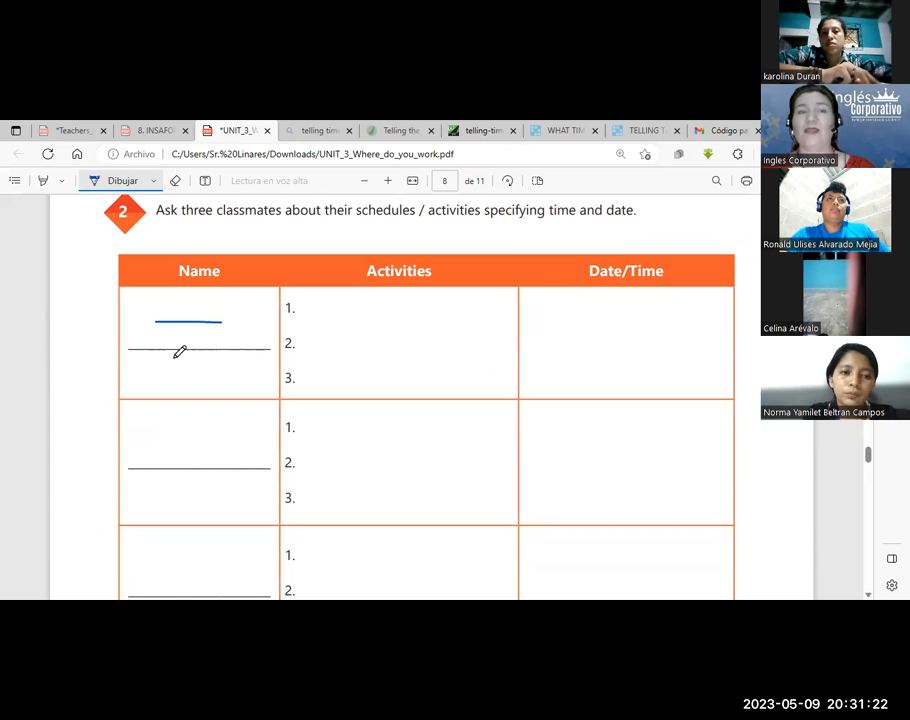 karolina Duran
Inglés
Corporativo
Ingles Corporativo
Ronald Ulises Alvarado Mejia
Celina Arévalo
Norma Yamilet Beltran Campos
*Teachers_
8. INSAFO
*UNIT_3_W
telling time
Telling the
telling-time
WHAT TIM
TELLING T
Código pa
Archivo
C:/Users/Sr.%20Linares/Downloads/UNIT_3_Where_do_you_work.pdf
Dibujar
Lectura en voz alta
8
de 11
2
Ask three classmates about their schedules / activities specifying time and date.
Name
Activities
Date/Time
1.
2.
3.
1.
2.
3.
1.
2.
2023-05-09 20:31:22